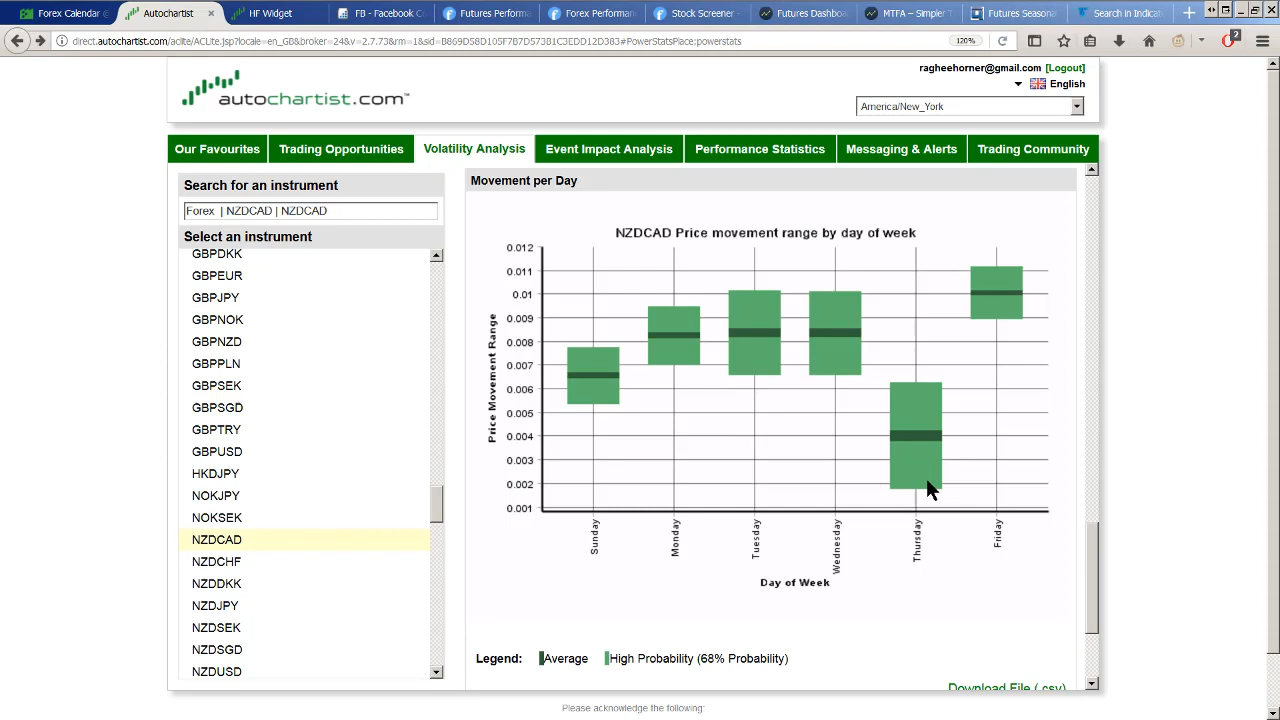 Forex Calendar @
Autochartist
HF Widget
FB - Facebook C
Futures Performa
Forex Performan
Stock Screener -
Futures Dashboa
MTFA – Simpler T
Futures Seasonal
Search in Indicat
direct.autochartist.com/aclite/ACLite.jsp?locale=en_GB&broker=24&v=2.7.73&rm=1&sid=B869D58D105F7B7D573B1C3EDD12D383#PowerStatsPlace:powerstats
120%
2
autochartist.com™
ragheehorner@gmail.com [Logout]
English
America/New_York
Our Favourites
Trading Opportunities
Volatility Analysis
Event Impact Analysis
Performance Statistics
Messaging & Alerts
Trading Community
Search for an instrument
Forex | NZDCAD | NZDCAD
Select an instrument
GBPDKK
GBPEUR
GBPJPY
GBPNOK
GBPNZD
GBPPLN
GBPSEK
GBPSGD
GBPTRY
GBPUSD
HKDJPY
NOKJPY
NOKSEK
NZDCAD
NZDCHF
NZDDKK
NZDJPY
NZDSEK
NZDSGD
NZDUSD
Movement per Day
NZDCAD Price movement range by day of week
Price Movement Range
0.012
0.011
0.01
0.009
0.008
0.007
0.006
0.005
0.004
0.003
0.002
0.001
Sunday
Monday
Tuesday
Wednesday
Thursday
Friday
Day of Week
Legend: Average High Probability (68% Probability)
Download File (.csv)
Please acknowledge the following: